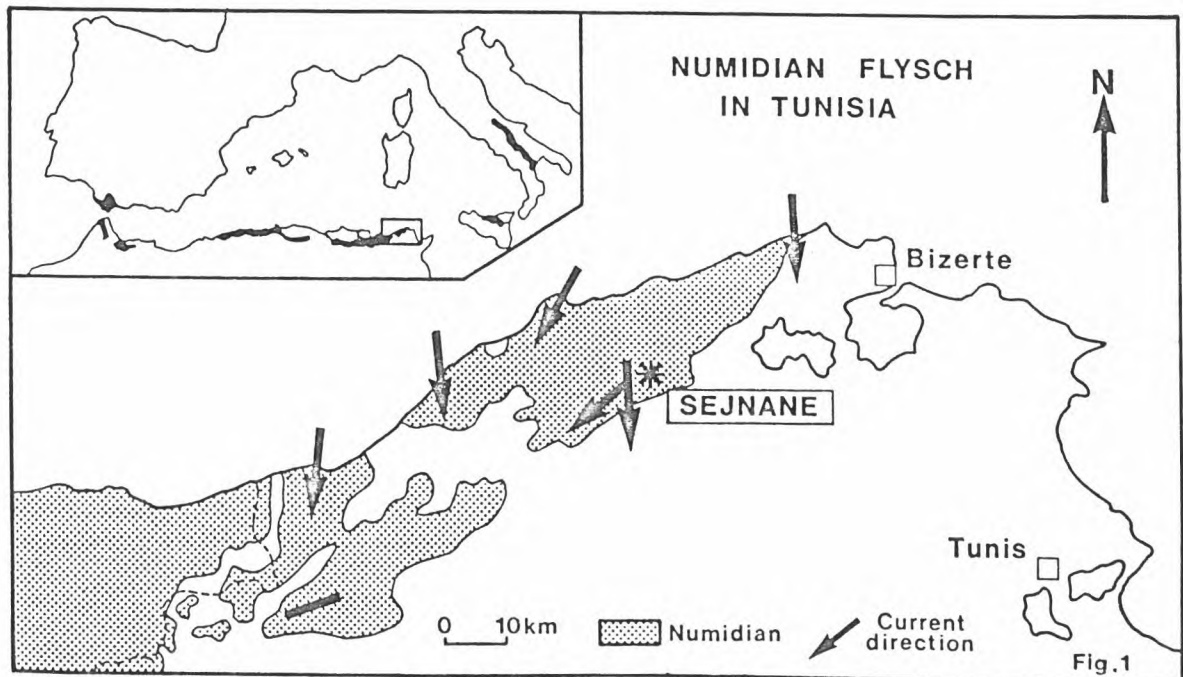 NUMIDIAN FLYSCH
IN TUNISIA
N
Bizerte
SEJNANE
Tunis
0 10km
Numidian
Current
direction
Fig.1